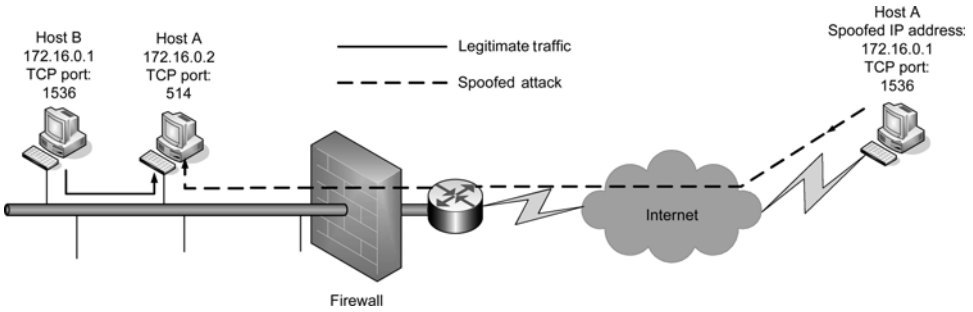 Host B
172.16.0.1
TCP port:
1536
Host A
172.16.0.2
TCP port:
514
Legitimate traffic
Spoofed attack
Host A
Spoofed IP address:
172.16.0.1
TCP port:
1536
Internet
Firewall